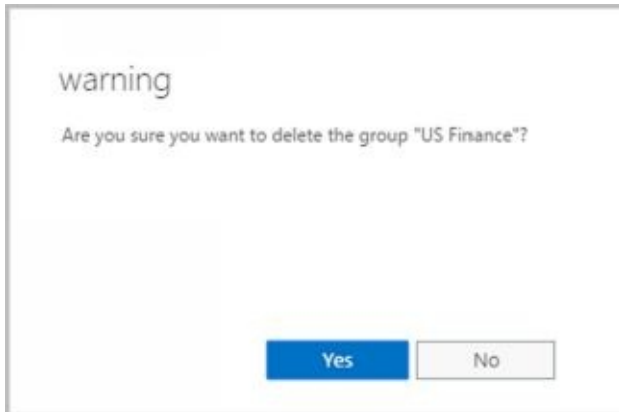 warning
Are you sure you want to delete the group "US Finance"?
Yes
No